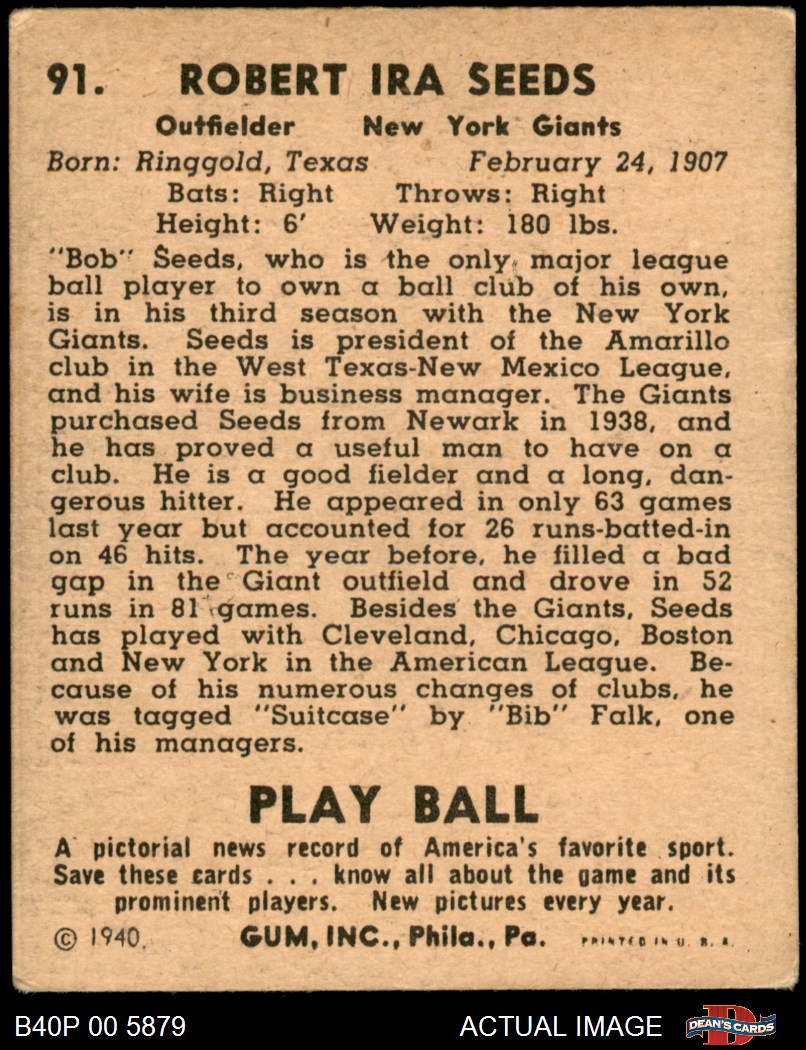 91. ROBERT IRA SEEDS
Outfielder New York Giants
Born: Ringgold, Texas February 24, 1907
Bats: Right Throws: Right
Height: 6' Weight: 180 lbs.
"Bob" Seeds, who is the only major league
ball player to own a ball club of his own,
is in his third season with the New York
Giants. Seeds is president of the Amarillo
club in the West Texas-New Mexico League,
and his wife is business manager. The Giants
purchased Seeds from Newark in 1938, and
he has proved a useful man to have on a
club. He is a good fielder and a long, dan-
gerous hitter. He appeared in only 63 games
last year but accounted for 26 runs-batted-in
on 46 hits. The year before, he filled a bad
gap in the Giant outfield and drove in 52
runs in 81 games. Besides the Giants, Seeds
has played with Cleveland, Chicago, Boston
and New York in the American League. Be-
cause of his numerous changes of clubs, he
was tagged "Suitcase" by "Bib" Falk, one
of his managers.
PLAY BALL
A pictorial news record of America's favorite sport.
Save these cards . . . know all about the game and its
prominent players. New pictures every year.
© 1940, GUM, INC., Phila., Pa. PRINTED IN U. S. A.
B40P 00 5879 ACTUAL IMAGE D DEAN'S CARDS